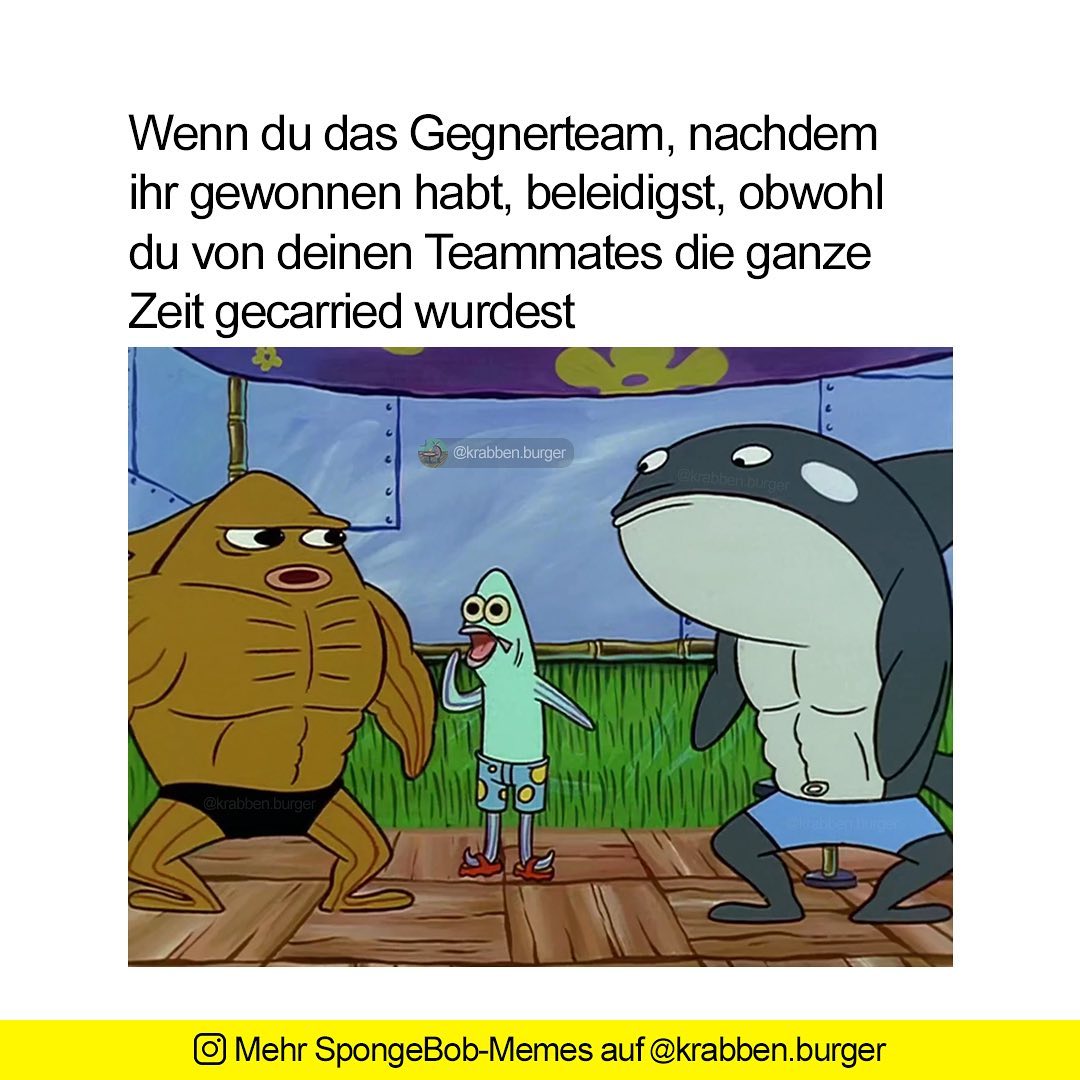 Wenn du das Gegnerteam, nachdem
ihr gewonnen habt, beleidigst, obwohl
du von deinen Teammates die ganze
Zeit gecarried wurdest
@krabben.burger
@krabben.burger
@krabben.burger
@krabben.burger
Mehr SpongeBob-Memes auf @krabben.burger